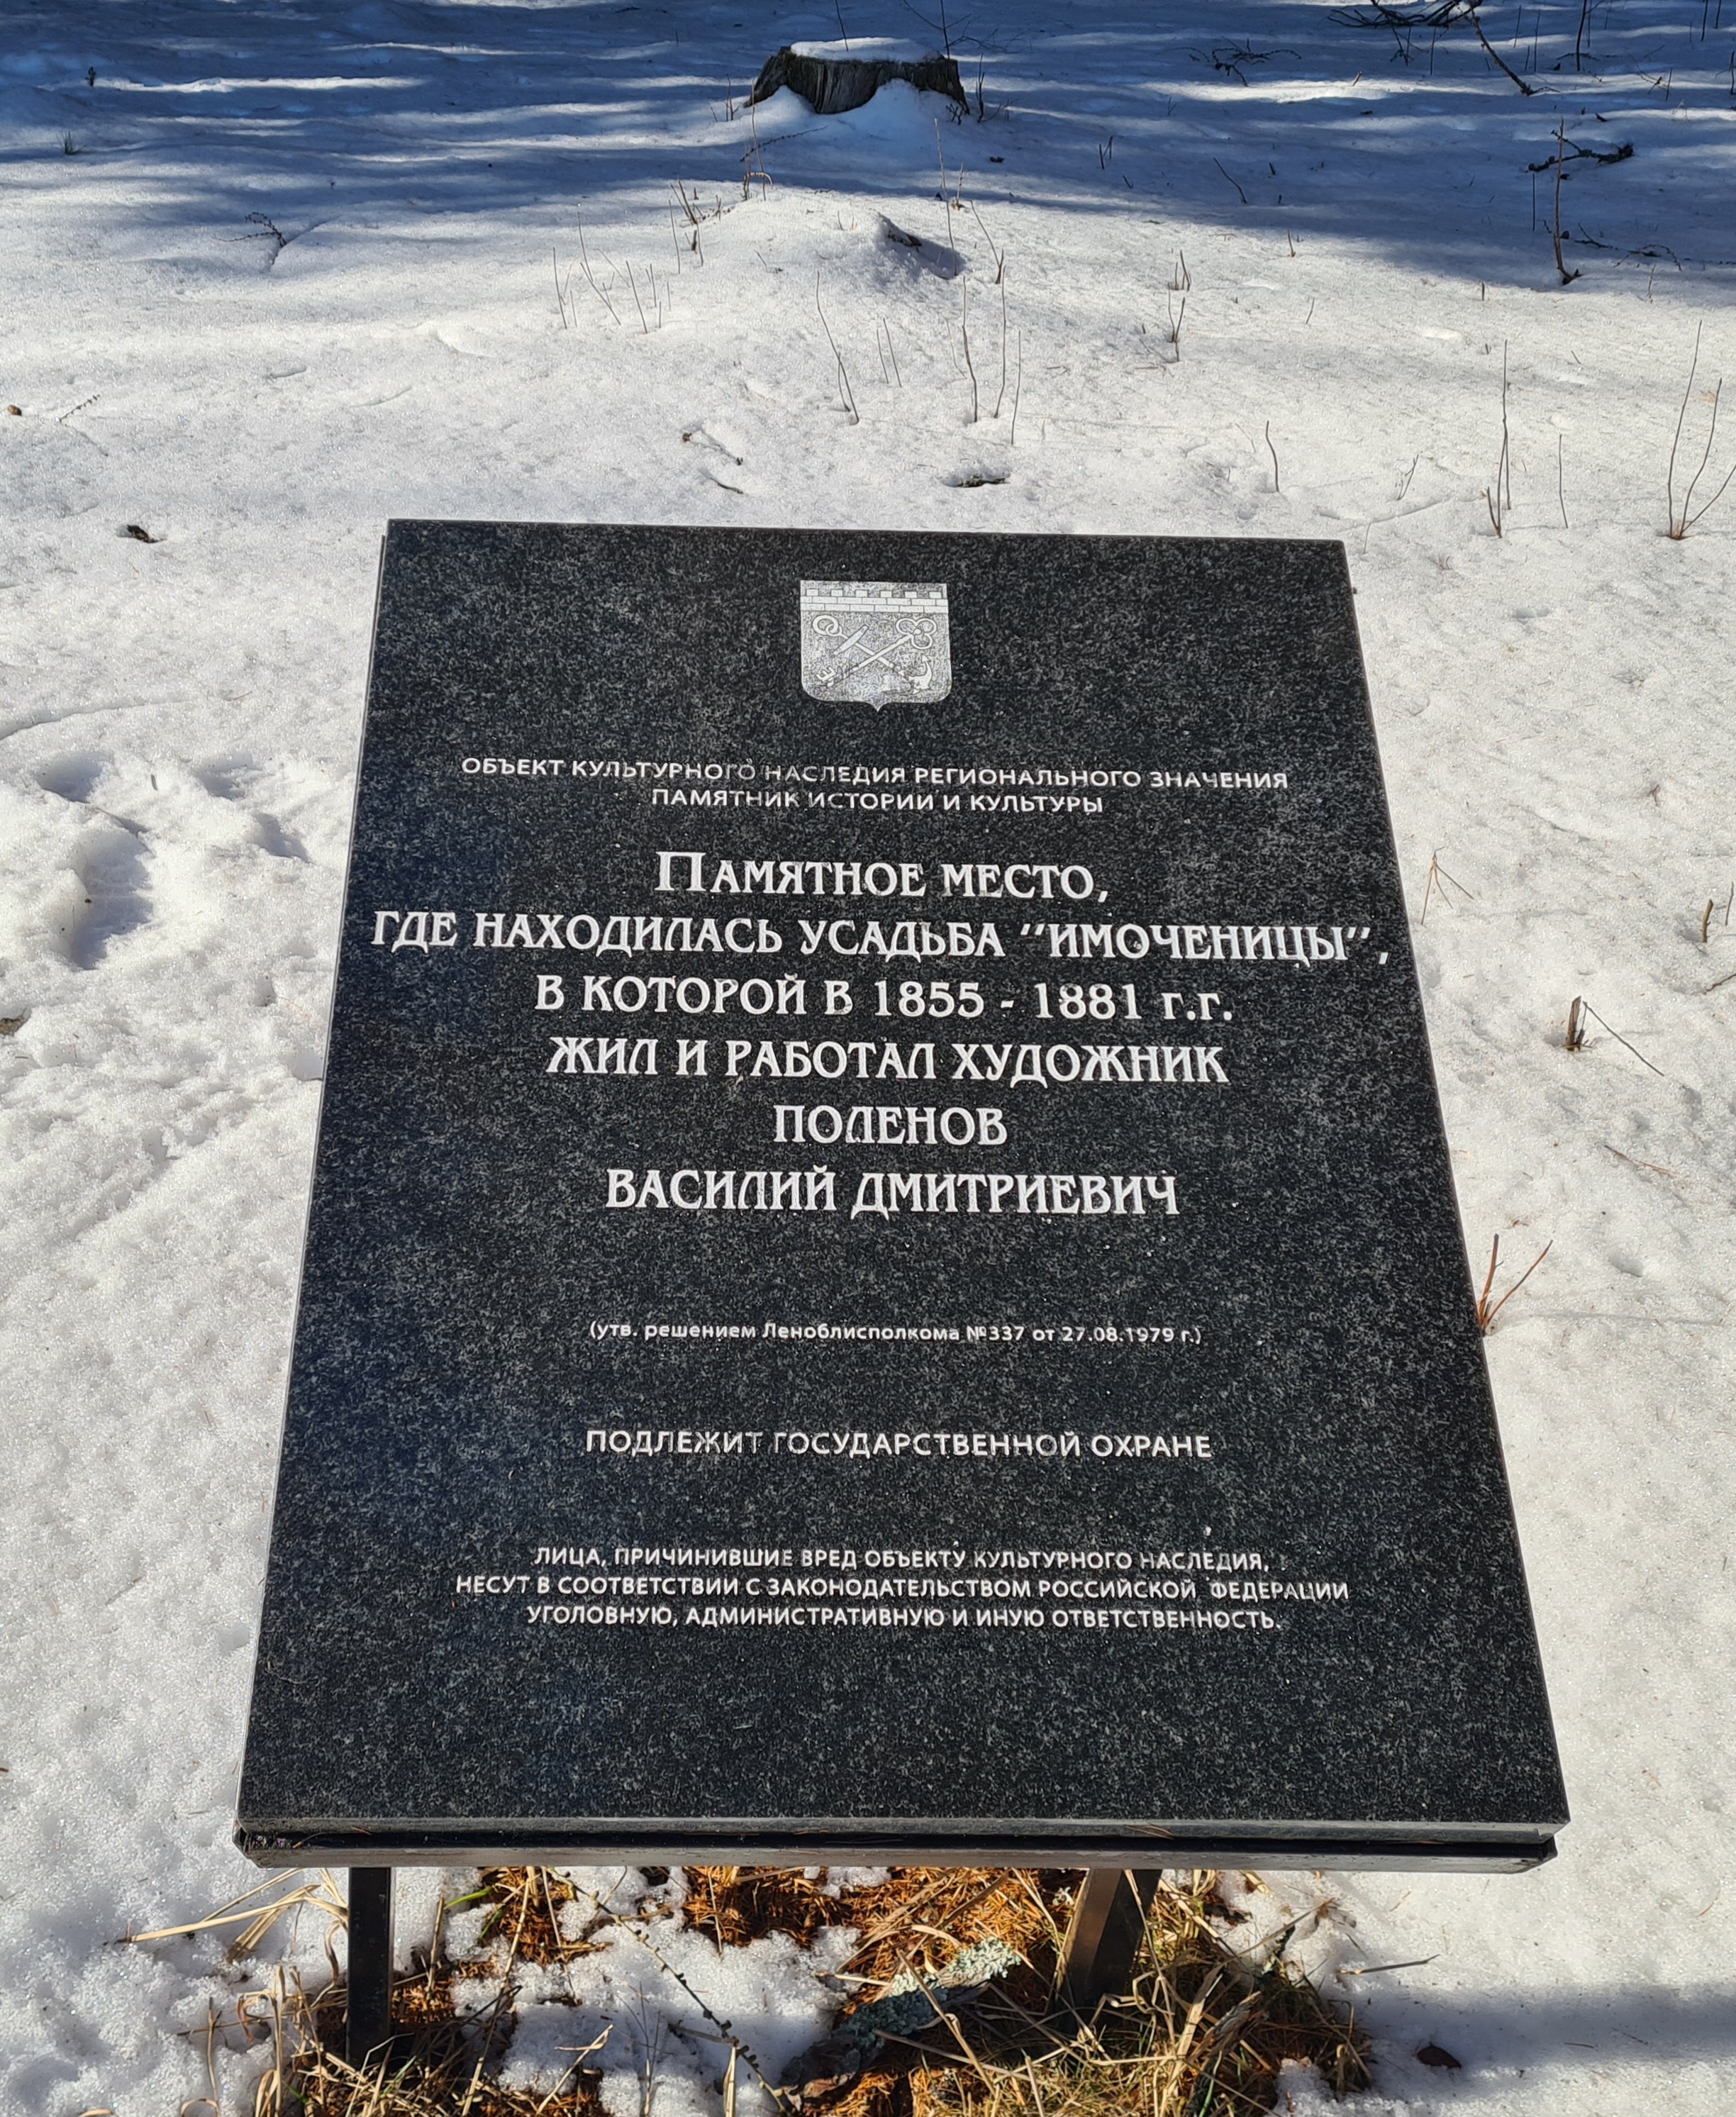 ОБЪЕКТ КУЛЬТУРНОГО НАСЛЕДИЯ РЕГИОНАЛЬНОГО ЗНАЧЕНИЯ
ПАМЯТНИК ИСТОРИИ И КУЛЬТУРЫ
ПАМЯТНОЕ МЕСТО,
ГДЕ НАХОДИЛАСЬ УСАДЬБА "ИМОЧЕНИЦЫ",
В КОТОРОЙ В 1855 - 1881 г.г.
ЖИЛ И РАБОТАЛ ХУДОЖНИК
ПОЛЕНОВ
ВАСИЛИЙ ДМИТРИЕВИЧ
(утв. решением Леноблисполкома №337 от 27.08.1979 г.)
ПОДЛЕЖИТ ГОСУДАРСТВЕННОЙ ОХРАНЕ
ЛИЦА, ПРИЧИНИВШИЕ ВРЕД ОБЪЕКТУ КУЛЬТУРНОГО НАСЛЕДИЯ,
НЕСУТ В СООТВЕТСТВИИ С ЗАКОНОДАТЕЛЬСТВОМ РОССИЙСКОЙ ФЕДЕРАЦИИ
УГОЛОВНУЮ, АДМИНИСТРАТИВНУЮ И ИНУЮ ОТВЕТСТВЕННОСТЬ.